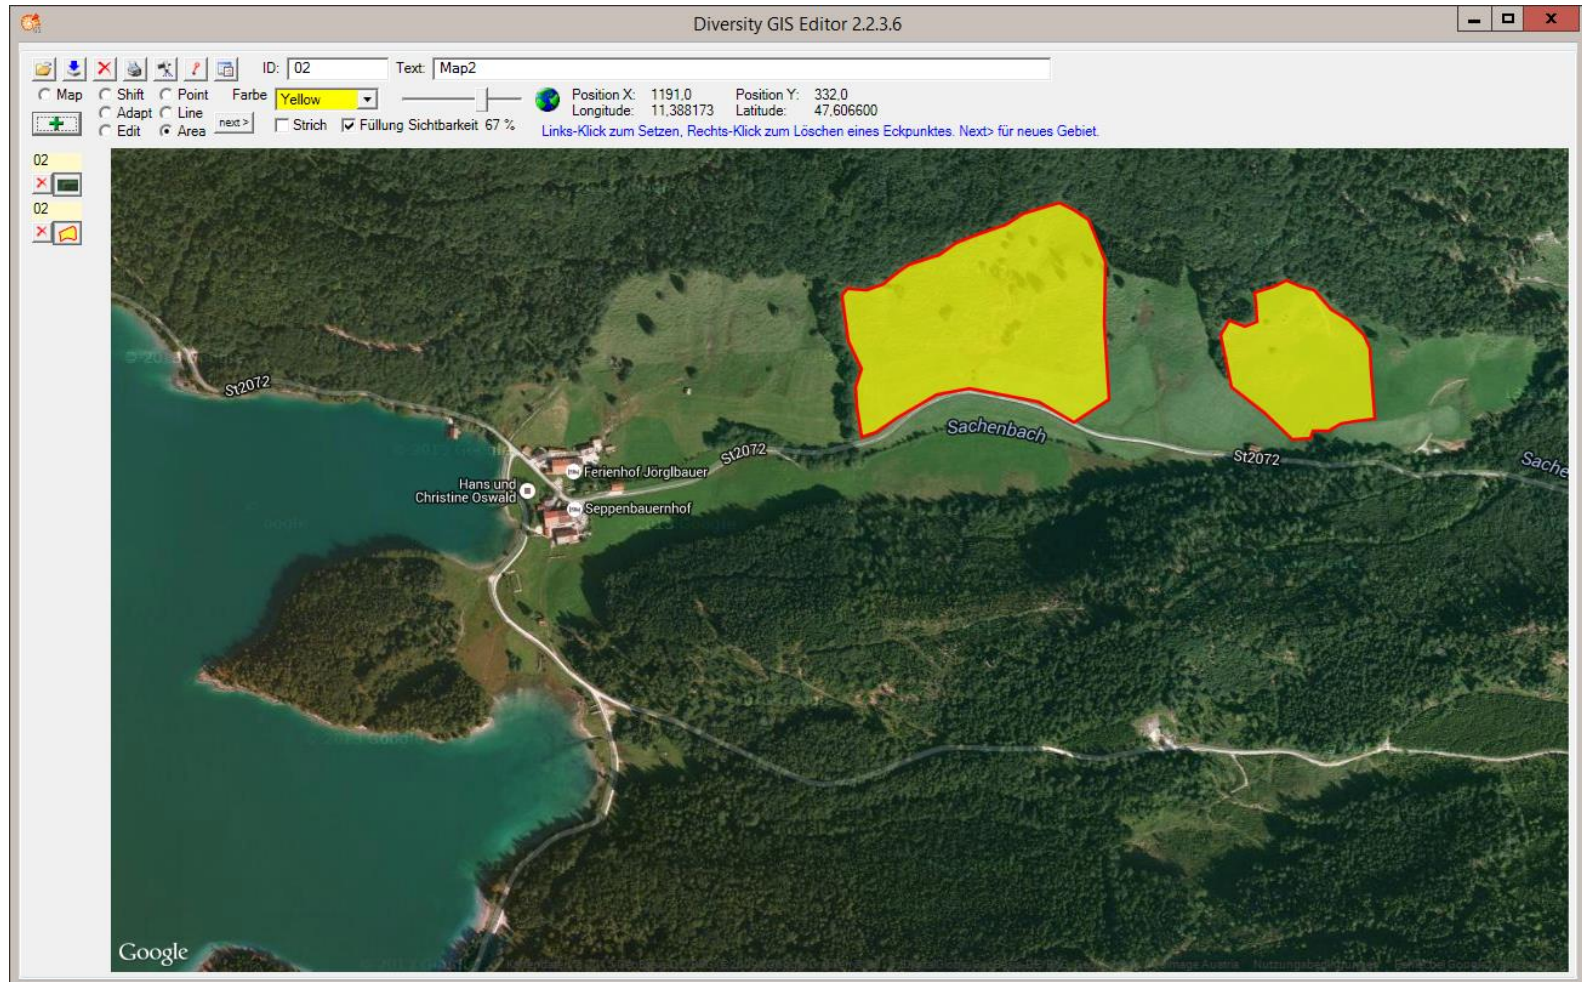 Diversity GIS Editor 2.2.3.6
ID: 02 Text: Map2
Map Shift Point Farbe Yellow Position X: 1191,0 Position Y: 332,0
Adapt Line Longitude: 11,388173 Latitude: 47,606600
Edit Area next > Strich Füllung Sichtbarkeit 67 %
Links-Klick zum Setzen, Rechts-Klick zum Löschen eines Eckpunktes. Next> für neues Gebiet.
02
02
St2072
Sachenbach
St2072
St2072
Sache
Ferienhof Jörglbauer
Hans und
Christine Oswald
Seppenbauernhof
Google